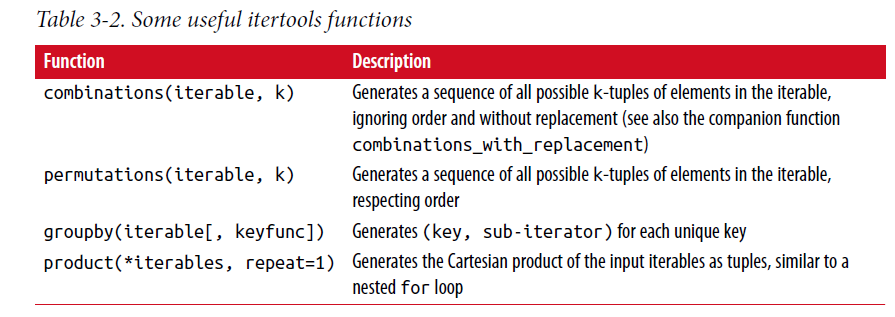 Table 3-2. Some useful itertools functions
Function Description
combinations(iterable, k) Generates a sequence of all possible k-tuples of elements in the iterable,
ignoring order and without replacement (see also the companion function
combinations_with_replacement)
permutations(iterable, k) Generates a sequence of all possible k-tuples of elements in the iterable,
respecting order
groupby(iterable[, keyfunc]) Generates (key, sub-iterator) for each unique key
product(*iterables, repeat=1) Generates the Cartesian product of the input iterables as tuples, similar to a
nested for loop